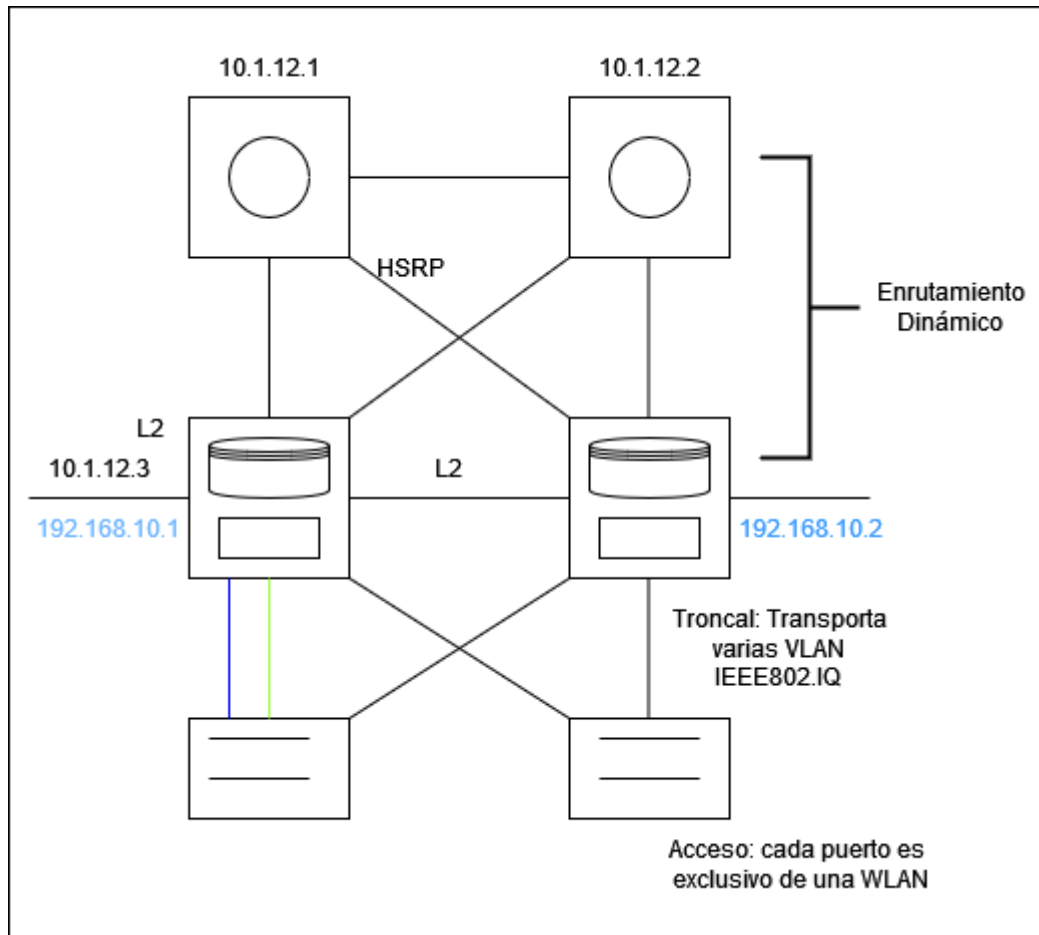 10.1.12.1
10.1.12.2
HSRP
Enrutamiento
Dinámico
L2
10.1.12.3
L2
192.168.10.1
192.168.10.2
Troncal: Transporta
varias VLAN
IEEE802.IQ
Acceso: cada puerto es
exclusivo de una WLAN